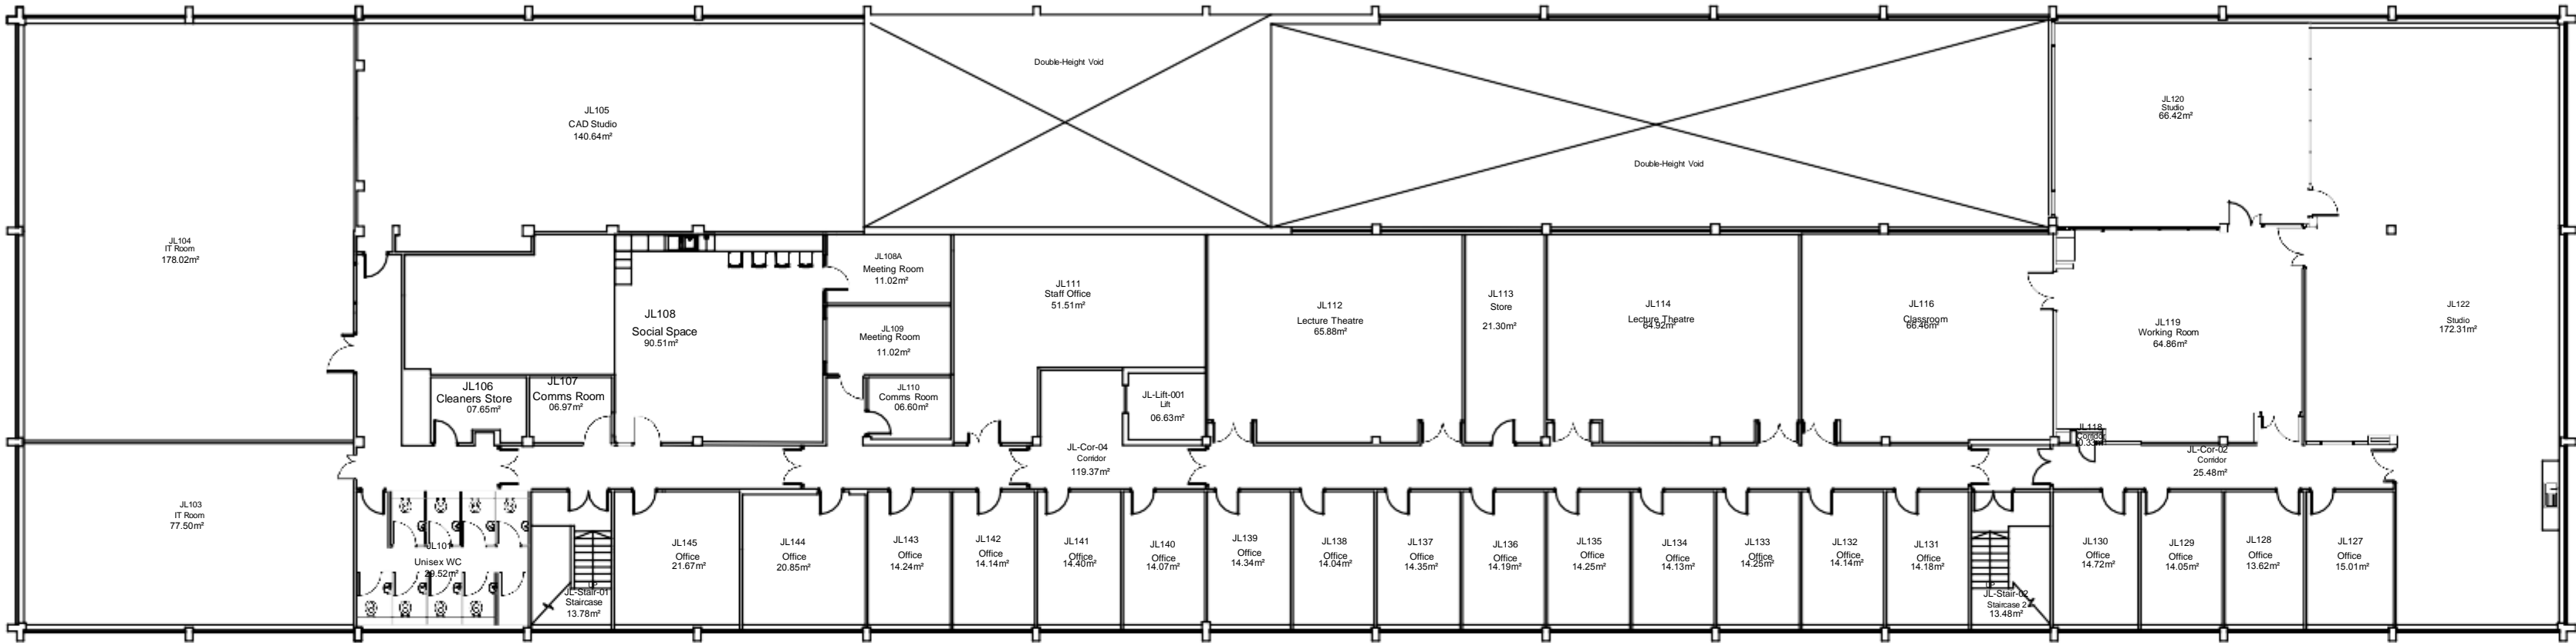 Double-Height Void
JL105
CAD Studio
140.64m²
JL120
Studio
66.42m²
Double-Height Void
JL104
IT Room
178.02m²
JL108A
Meeting Room
11.02m²
JL108
Social Space
90.51m²
JL109
Meeting Room
11.02m²
JL111
Staff Office
51.51m²
JL112
Lecture Theatre
65.88m²
JL113
Store
21.30m²
JL114
Lecture Theatre
64.92m²
JL116
Classroom
66.46m²
JL119
Working Room
64.86m²
JL122
Studio
172.31m²
JL106
Cleaners Store
07.65m²
JL107
Comms Room
06.97m²
JL110
Comms Room
06.60m²
JL-Lift-001
Lift
06.63m²
JL-Cor-04
Corridor
119.37m²
JL118
Corridor
JL-Cor-02
Corridor
25.48m²
JL103
IT Room
77.50m²
JL101
Unisex WC
29.52m²
UP
JL-Stair-01
Staircase
13.78m²
JL145
Office
21.67m²
JL144
Office
20.85m²
JL143
Office
14.24m²
JL142
Office
14.14m²
JL141
Office
14.40m²
JL140
Office
14.07m²
JL139
Office
14.34m²
JL138
Office
14.04m²
JL137
Office
14.35m²
JL136
Office
14.19m²
JL135
Office
14.25m²
JL134
Office
14.13m²
JL133
Office
14.25m²
JL132
Office
14.14m²
JL131
Office
14.18m²
UP
JL-Stair-02
Staircase 2
13.48m²
JL130
Office
14.72m²
JL129
Office
14.05m²
JL128
Office
13.62m²
JL127
Office
15.01m²